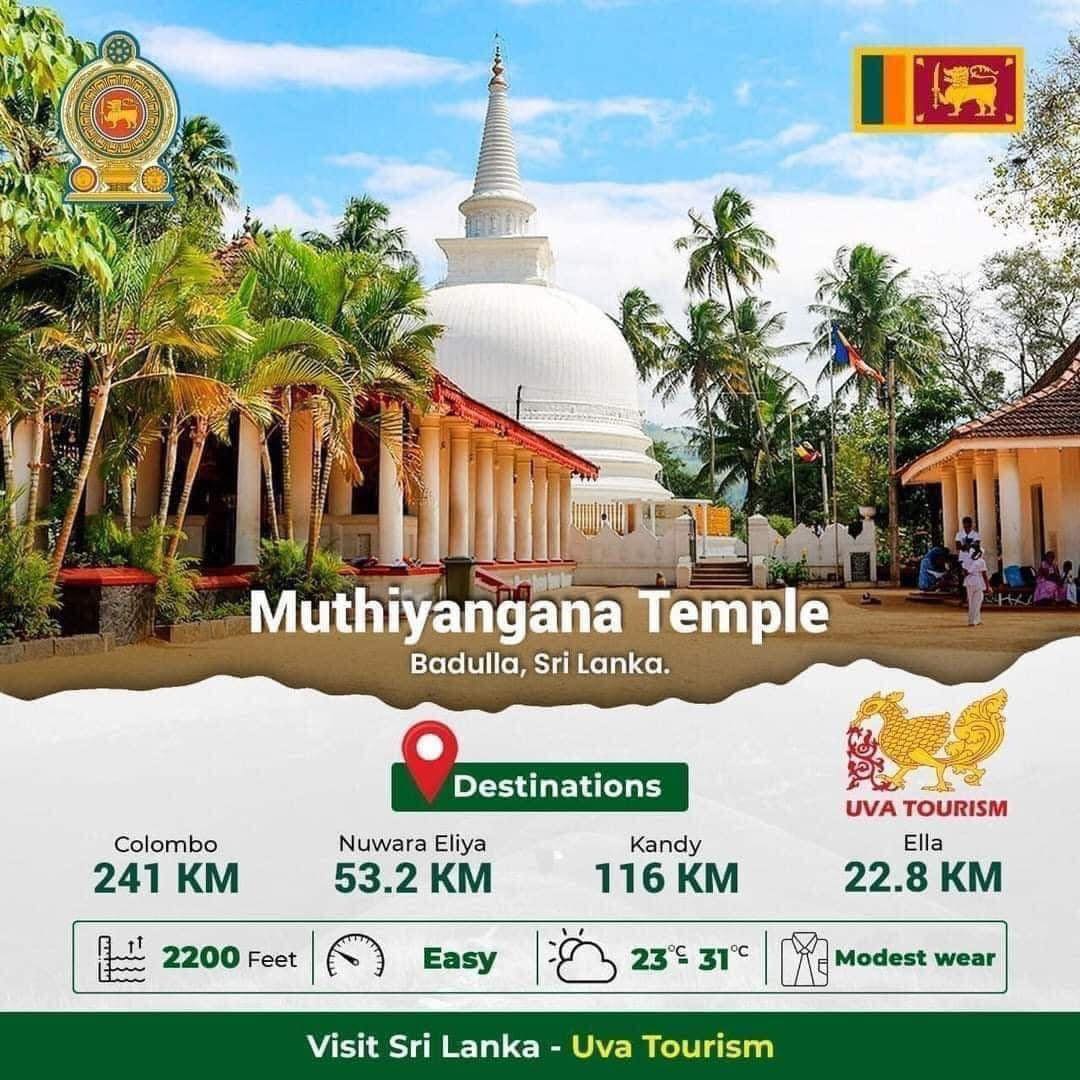 Muthiyangana Temple
Badulla, Sri Lanka.
Destinations
UVA TOURISM
Colombo
241 KM
Nuwara Eliya
53.2 KM
Kandy
116 KM
Ella
22.8 KM
2200 Feet
Easy
23°C - 31°C
Modest wear
Visit Sri Lanka - Uva Tourism